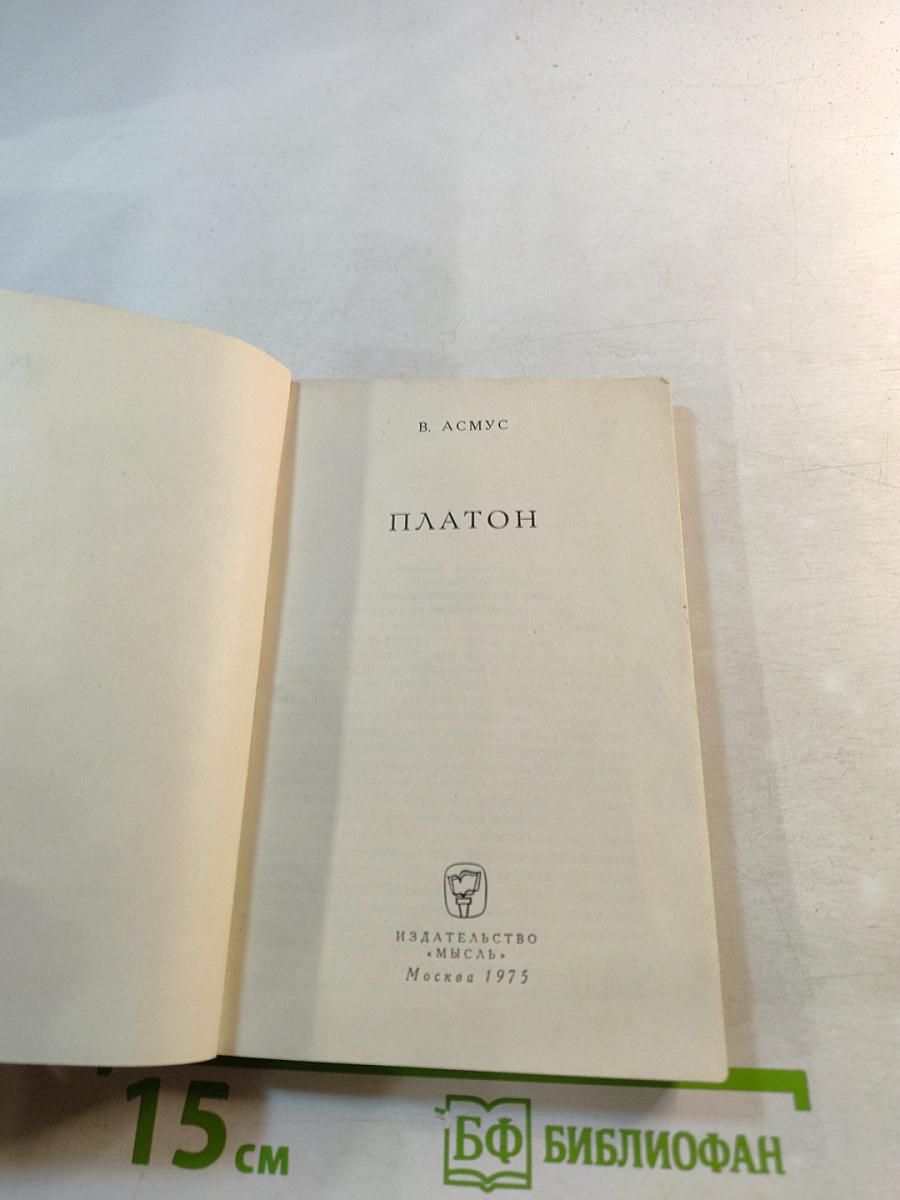 В. АСМУС
ПЛАТОН
ИЗДАТЕЛЬСТВО
«МЫСЛЬ»
Москва 1975
15 см
БФ БИБЛИОФАН